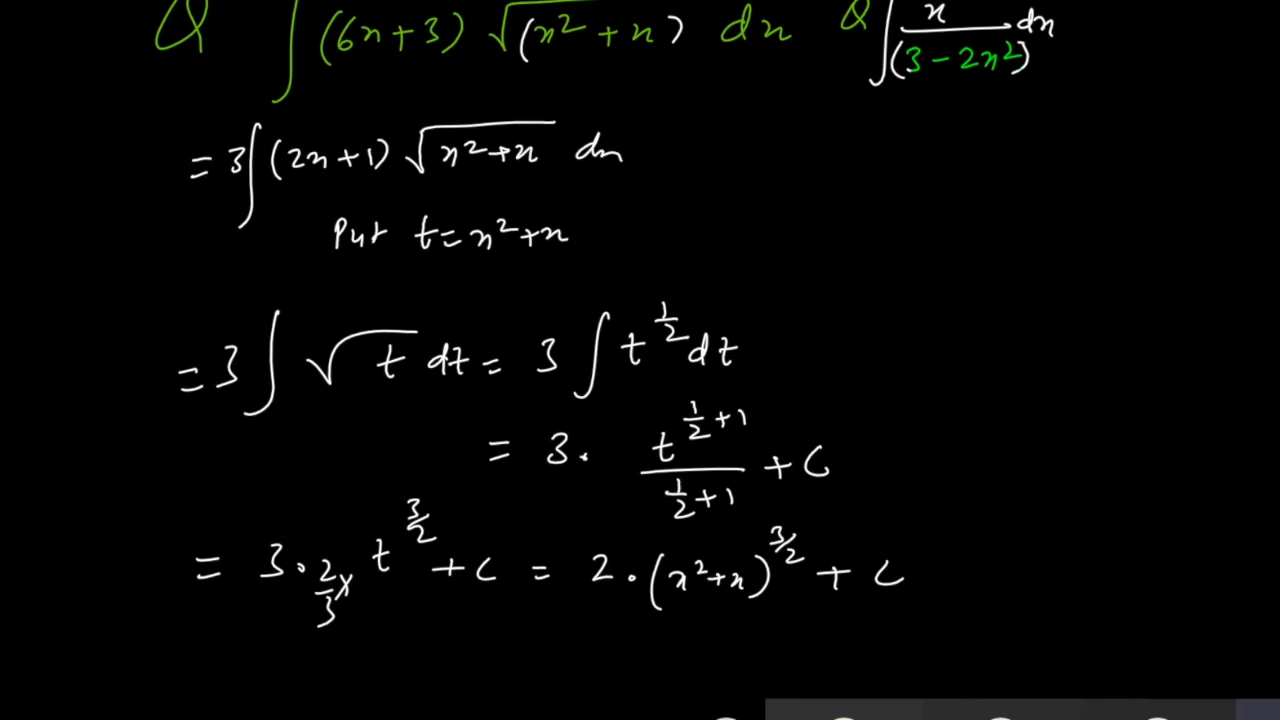 Q ∫ (6x+3) √(x²+x) dx Q ∫ x/(3-2x²) dx
= 3∫ (2x+1) √x²+x dx
Put t=x²+x
= 3∫ √t dt = 3 ∫ t^1/2 dt
= 3. t^(1/2+1) / (1/2+1) + C
= 3. 2/3 x t^3/2 + C = 2. (x²+x)^3/2 + C